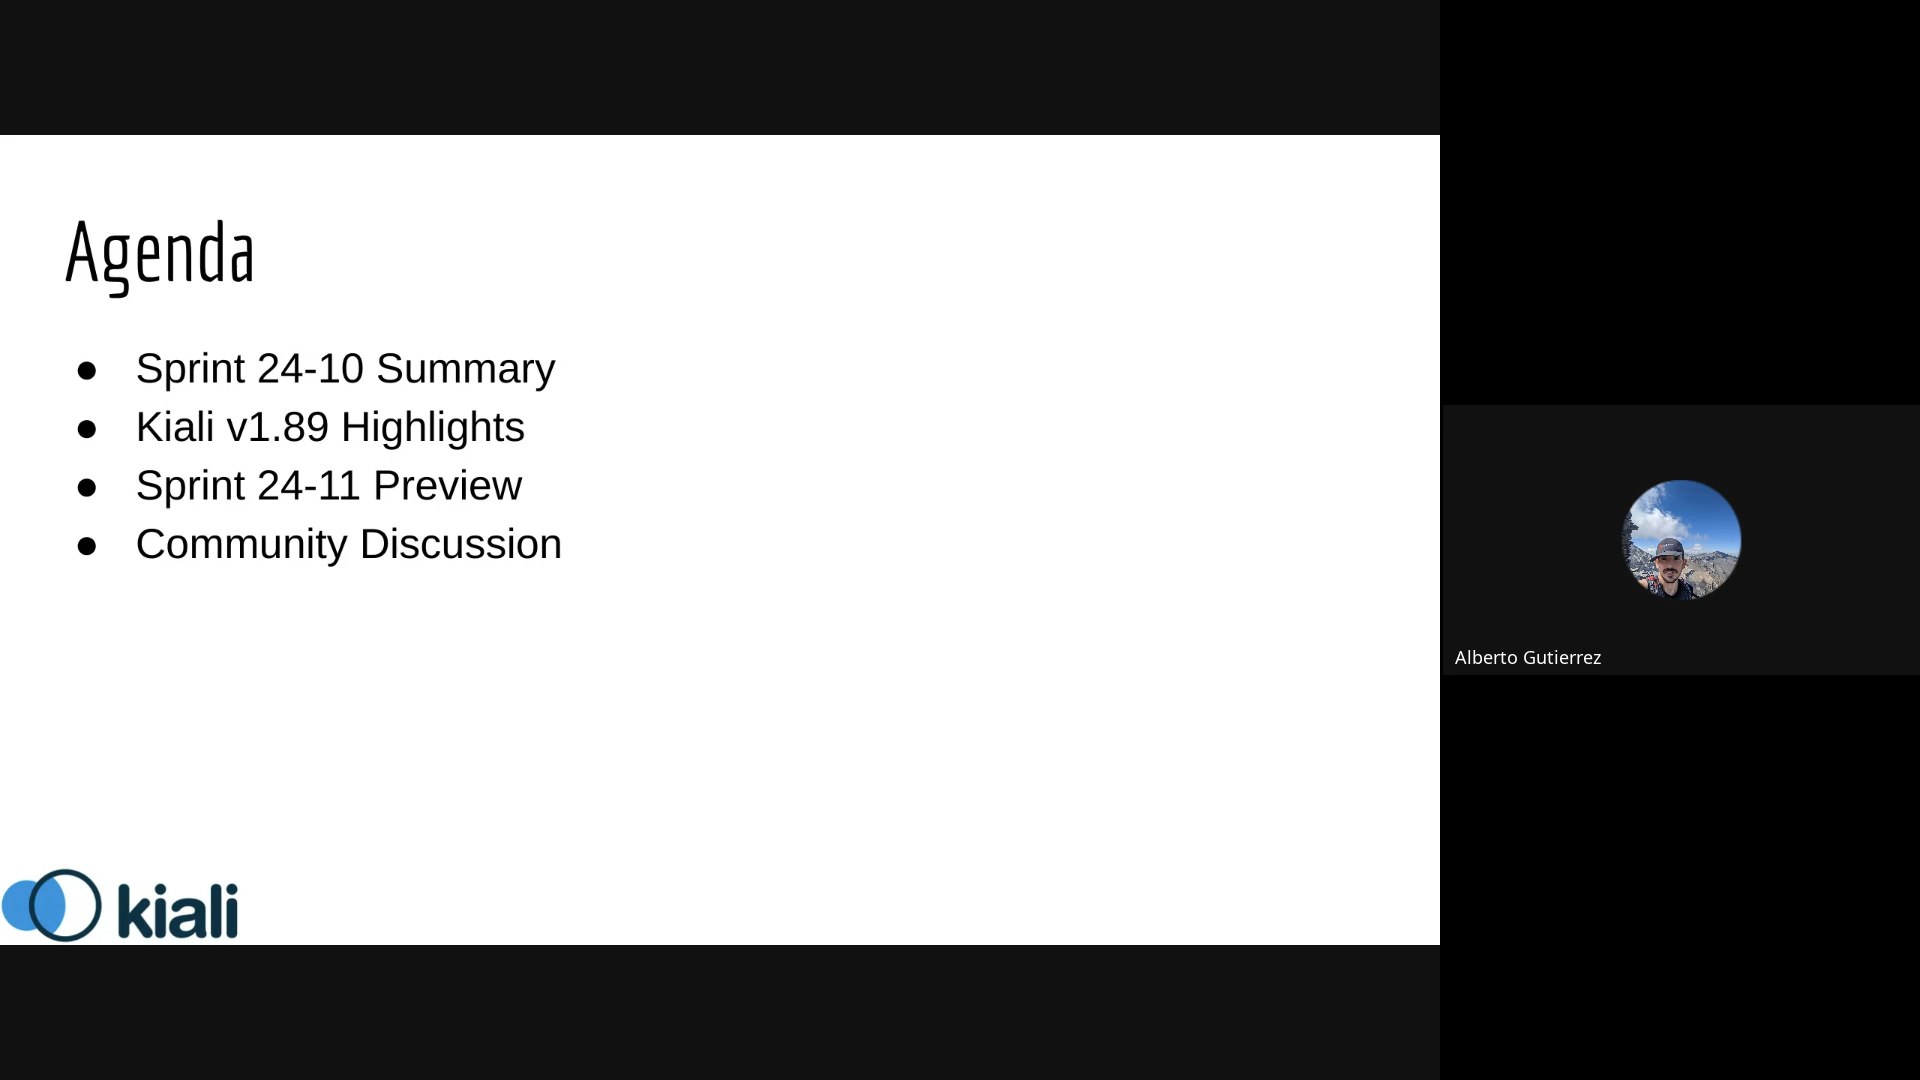 Agenda
● Sprint 24-10 Summary
● Kiali v1.89 Highlights
● Sprint 24-11 Preview
● Community Discussion
kiali
Alberto Gutierrez